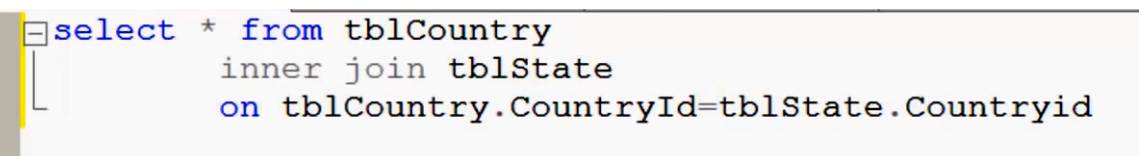 select * from tblCountry
inner join tblState
on tblCountry.CountryId=tblState.Countryid